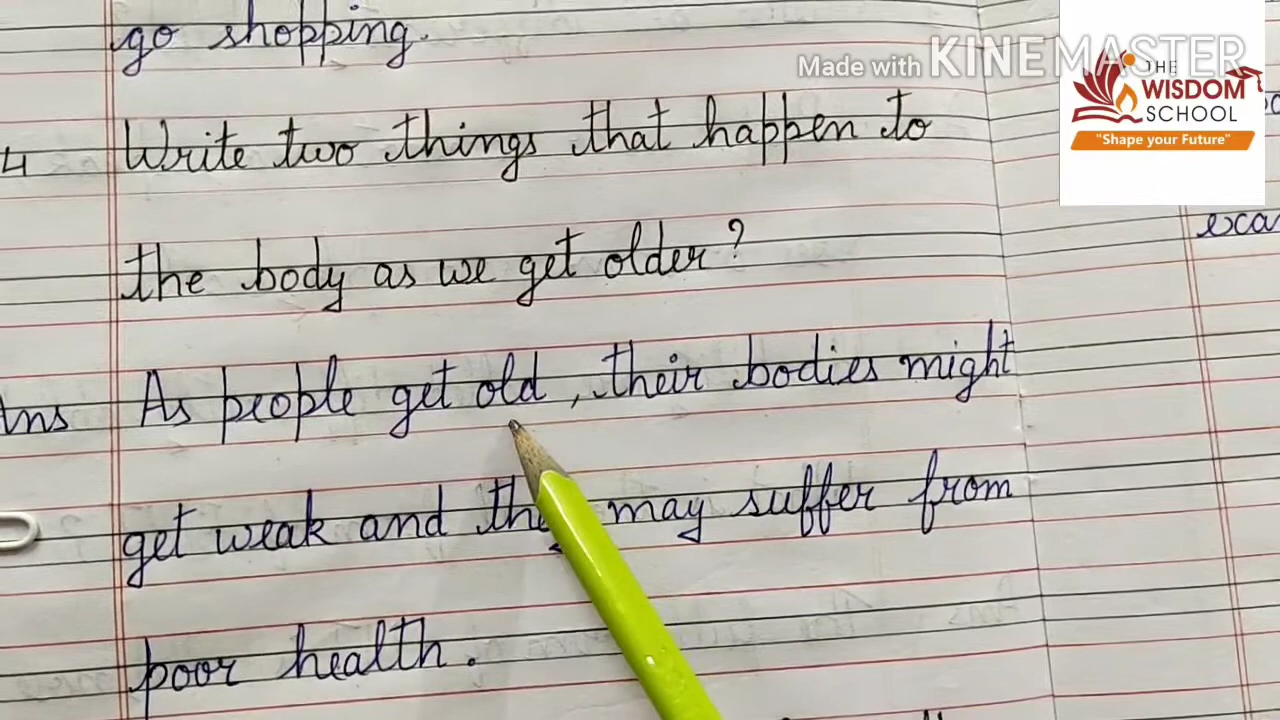 go shopping.
Made with KINEMASTER
THE
WISDOM
SCHOOL
"Shape your Future"
4 Write two things that happen to
the body as we get older?
Ans As people get old, their bodies might
get weak and they may suffer from
poor health.